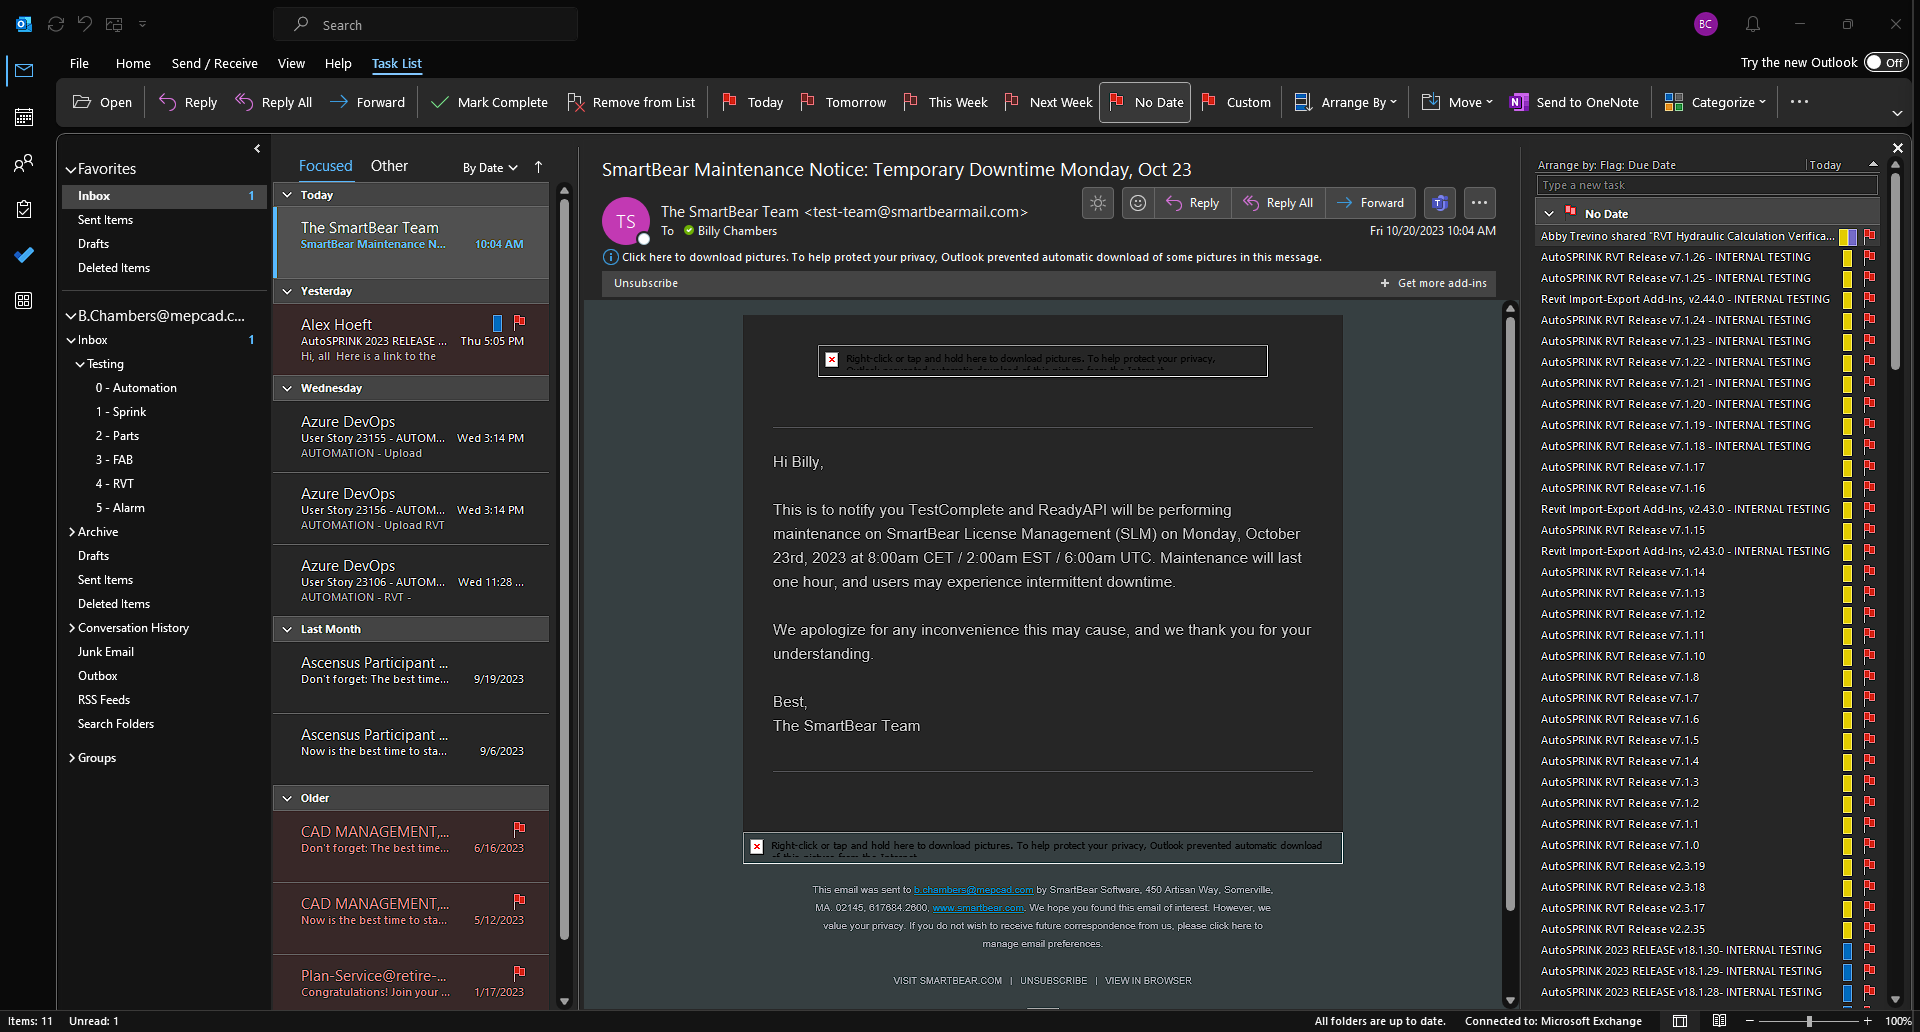 Search
BC
File Home Send / Receive View Help Task List
Try the new Outlook Off
Open Reply Reply All Forward Mark Complete Remove from List Today Tomorrow This Week Next Week No Date Custom Arrange By Move Send to OneNote Categorize
Favorites
Inbox 1
Sent Items
Drafts
Deleted Items
B.Chambers@mepcad.c...
Inbox 1
Testing
0 - Automation
1 - Sprink
2 - Parts
3 - FAB
4 - RVT
5 - Alarm
Archive
Drafts
Sent Items
Deleted Items
Conversation History
Junk Email
Outbox
RSS Feeds
Search Folders
Groups
Focused Other By Date
Today
The SmartBear Team
SmartBear Maintenance N... 10:04 AM
Yesterday
Alex Hoeft
AutoSPRINK 2023 RELEASE ... Thu 5:05 PM
Hi, all Here is a link to the
Wednesday
Azure DevOps
User Story 23155 - AUTOM... Wed 3:14 PM
AUTOMATION - Upload
Azure DevOps
User Story 23156 - AUTOM... Wed 3:14 PM
AUTOMATION - Upload RVT
Azure DevOps
User Story 23106 - AUTOM... Wed 11:28 ...
AUTOMATION - RVT -
Last Month
Ascensus Participant ...
Don't forget: The best time... 9/19/2023
Ascensus Participant ...
Now is the best time to sta... 9/6/2023
Older
CAD MANAGEMENT,...
Don't forget: The best time... 6/16/2023
CAD MANAGEMENT,...
Now is the best time to sta... 5/12/2023
Plan-Service@retire-...
Congratulations! Join your ... 1/17/2023
SmartBear Maintenance Notice: Temporary Downtime Monday, Oct 23
TS
The SmartBear Team <test-team@smartbearmail.com>
To Billy Chambers
Reply Reply All Forward
Fri 10/20/2023 10:04 AM
Click here to download pictures. To help protect your privacy, Outlook prevented automatic download of some pictures in this message.
Unsubscribe + Get more add-ins
Right-click or tap and hold here to download pictures. To help protect your privacy,
Outlook prevented automatic download of this picture from the Internet.
Hi Billy,
This is to notify you TestComplete and ReadyAPI will be performing
maintenance on SmartBear License Management (SLM) on Monday, October
23rd, 2023 at 8:00am CET / 2:00am EST / 6:00am UTC. Maintenance will last
one hour, and users may experience intermittent downtime.
We apologize for any inconvenience this may cause, and we thank you for your
understanding.
Best,
The SmartBear Team
Right-click or tap and hold here to download pictures. To help protect your privacy, Outlook prevented automatic download
of this picture from the Internet.
This email was sent to b.chambers@mepcad.com by SmartBear Software, 450 Artisan Way, Somerville,
MA. 02145, 617684.2600, www.smartbear.com. We hope you found this email of interest. However, we
value your privacy. If you do not wish to receive future correspondence from us, please click here to
manage email preferences.
VISIT SMARTBEAR.COM | UNSUBSCRIBE | VIEW IN BROWSER
Arrange by: Flag: Due Date Today
Type a new task
No Date
Abby Trevino shared "RVT Hydraulic Calculation Verifica...
AutoSPRINK RVT Release v7.1.26 - INTERNAL TESTING
AutoSPRINK RVT Release v7.1.25 - INTERNAL TESTING
Revit Import-Export Add-Ins, v2.44.0 - INTERNAL TESTING
AutoSPRINK RVT Release v7.1.24 - INTERNAL TESTING
AutoSPRINK RVT Release v7.1.23 - INTERNAL TESTING
AutoSPRINK RVT Release v7.1.22 - INTERNAL TESTING
AutoSPRINK RVT Release v7.1.21 - INTERNAL TESTING
AutoSPRINK RVT Release v7.1.20 - INTERNAL TESTING
AutoSPRINK RVT Release v7.1.19 - INTERNAL TESTING
AutoSPRINK RVT Release v7.1.18 - INTERNAL TESTING
AutoSPRINK RVT Release v7.1.17
AutoSPRINK RVT Release v7.1.16
Revit Import-Export Add-Ins, v2.43.0 - INTERNAL TESTING
AutoSPRINK RVT Release v7.1.15
Revit Import-Export Add-Ins, v2.43.0 - INTERNAL TESTING
AutoSPRINK RVT Release v7.1.14
AutoSPRINK RVT Release v7.1.13
AutoSPRINK RVT Release v7.1.12
AutoSPRINK RVT Release v7.1.11
AutoSPRINK RVT Release v7.1.10
AutoSPRINK RVT Release v7.1.8
AutoSPRINK RVT Release v7.1.7
AutoSPRINK RVT Release v7.1.6
AutoSPRINK RVT Release v7.1.5
AutoSPRINK RVT Release v7.1.4
AutoSPRINK RVT Release v7.1.3
AutoSPRINK RVT Release v7.1.2
AutoSPRINK RVT Release v7.1.1
AutoSPRINK RVT Release v7.1.0
AutoSPRINK RVT Release v2.3.19
AutoSPRINK RVT Release v2.3.18
AutoSPRINK RVT Release v2.3.17
AutoSPRINK RVT Release v2.2.35
AutoSPRINK 2023 RELEASE v18.1.30- INTERNAL TESTING
AutoSPRINK 2023 RELEASE v18.1.29- INTERNAL TESTING
AutoSPRINK 2023 RELEASE v18.1.28- INTERNAL TESTING
Items: 11 Unread: 1 All folders are up to date. Connected to: Microsoft Exchange 100%